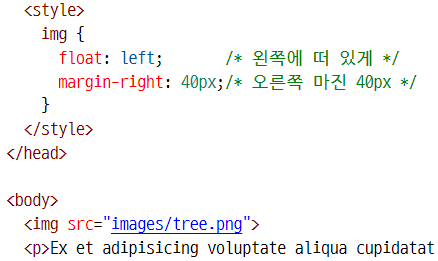 <style>
img {
float: left; /* 왼쪽에 떠 있게 */
margin-right: 40px;/* 오른쪽 마진 40px */
}
</style>
</head>
<body>
<img src="images/tree.png">
<p>Ex et adipisicing voluptate aliqua cupidatat